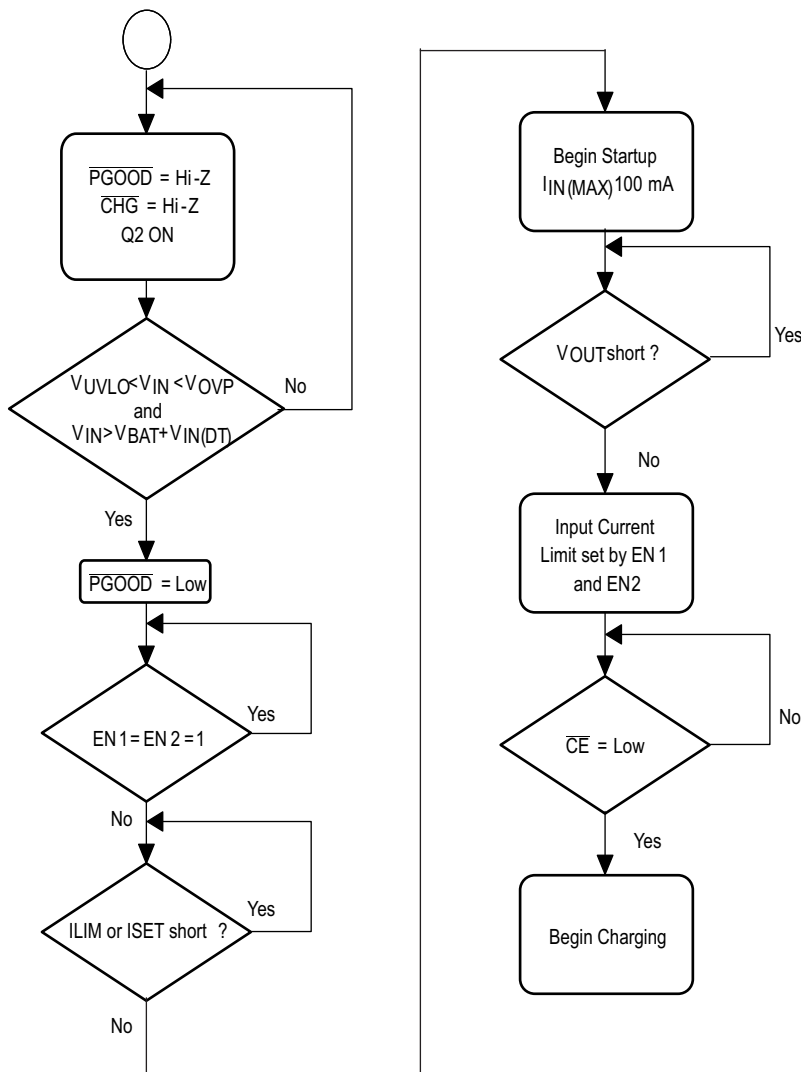 PGOOD = Hi-Z
CHG = Hi-Z
Q2 ON
VUVLO<VIN <VOVP
and
VIN>VBAT+VIN(DT)
No
Yes
PGOOD = Low
EN1=EN2=1
Yes
No
ILIM or ISET short ?
Yes
No
Begin Startup
IIN(MAX) 100 mA
VOUT short ?
Yes
No
Input Current
Limit set by EN1
and EN2
CE = Low
No
Yes
Begin Charging